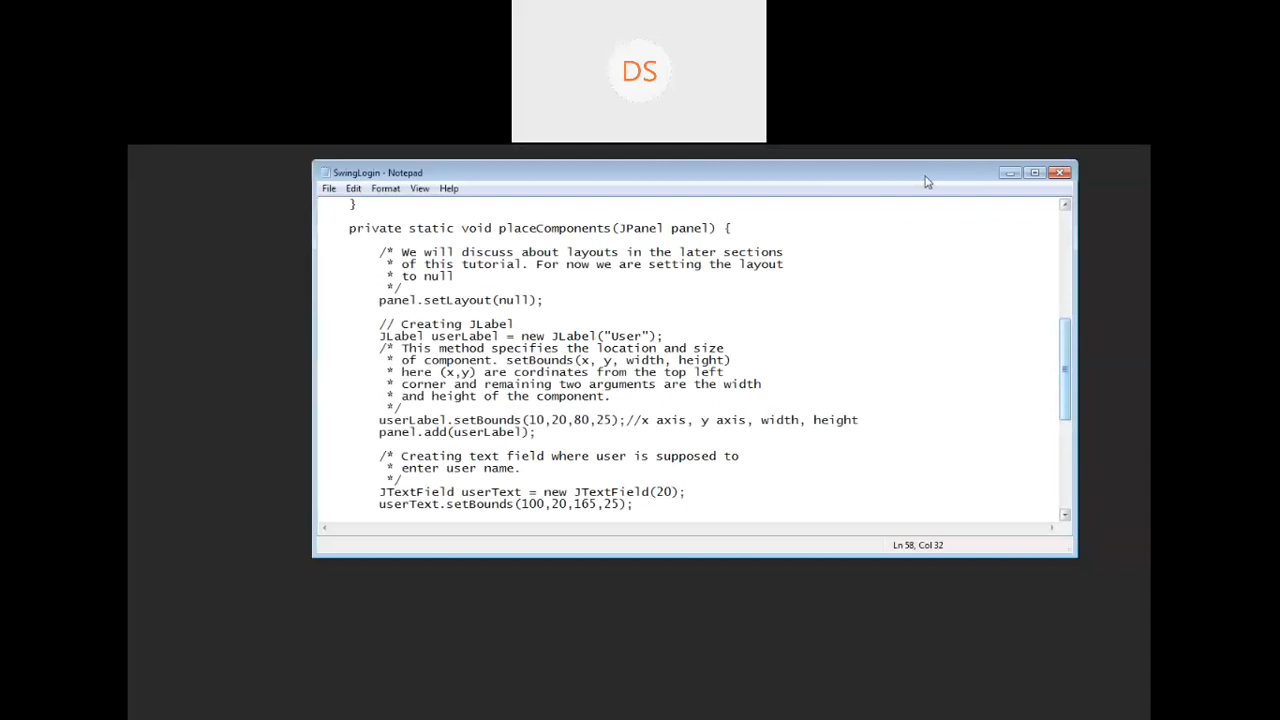 DS
SwingLogin - Notepad
File Edit Format View Help
}
private static void placeComponents(JPanel panel) {
/* We will discuss about layouts in the later sections
* of this tutorial. For now we are setting the layout
* to null
*/
panel.setLayout(null);
// Creating JLabel
JLabel userLabel = new JLabel("User");
/* This method specifies the location and size
* of component. setBounds(x, y, width, height)
* here (x,y) are cordinates from the top left
* corner and remaining two arguments are the width
* and height of the component.
*/
userLabel.setBounds(10,20,80,25);//x axis, y axis, width, height
panel.add(userLabel);
/* Creating text field where user is supposed to
* enter user name.
*/
JTextField userText = new JTextField(20);
userText.setBounds(100,20,165,25);
Ln 58, Col 32